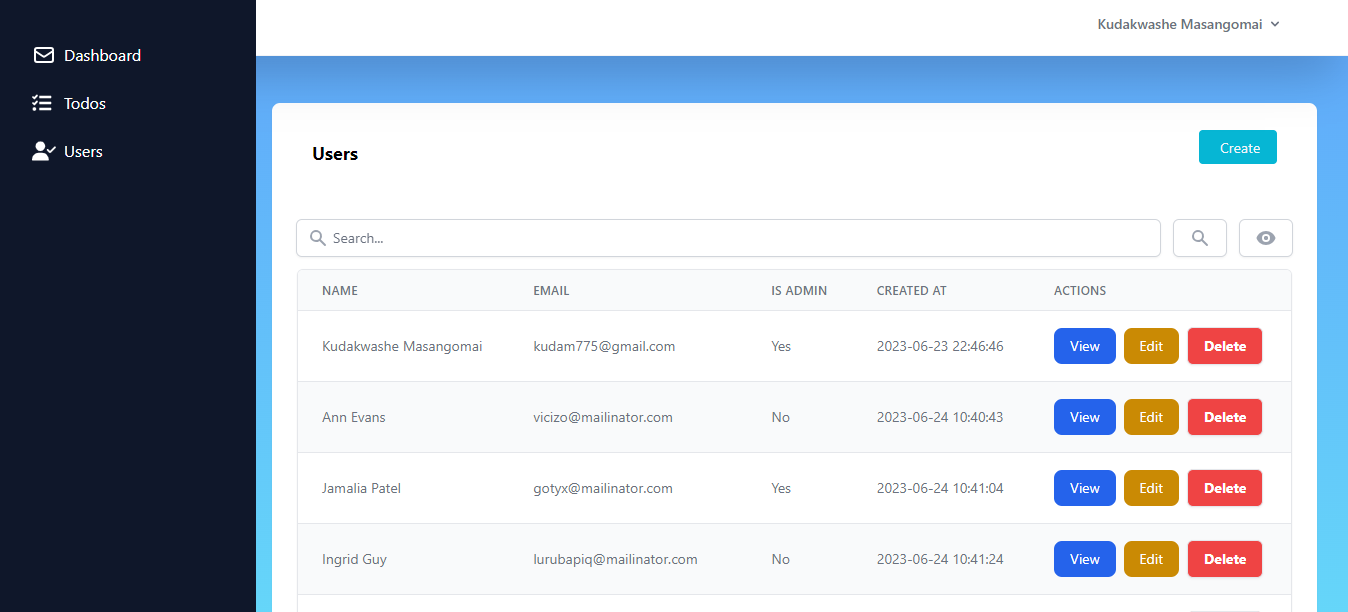 Kudakwashe Masangomai
Dashboard
Todos
Users
Users
Create
Search...
NAME EMAIL IS ADMIN CREATED AT ACTIONS
Kudakwashe Masangomai kudam775@gmail.com Yes 2023-06-23 22:46:46 View Edit Delete
Ann Evans vicizo@mailinator.com No 2023-06-24 10:40:43 View Edit Delete
Jamalia Patel gotyx@mailinator.com Yes 2023-06-24 10:41:04 View Edit Delete
Ingrid Guy lurubapiq@mailinator.com No 2023-06-24 10:41:24 View Edit Delete